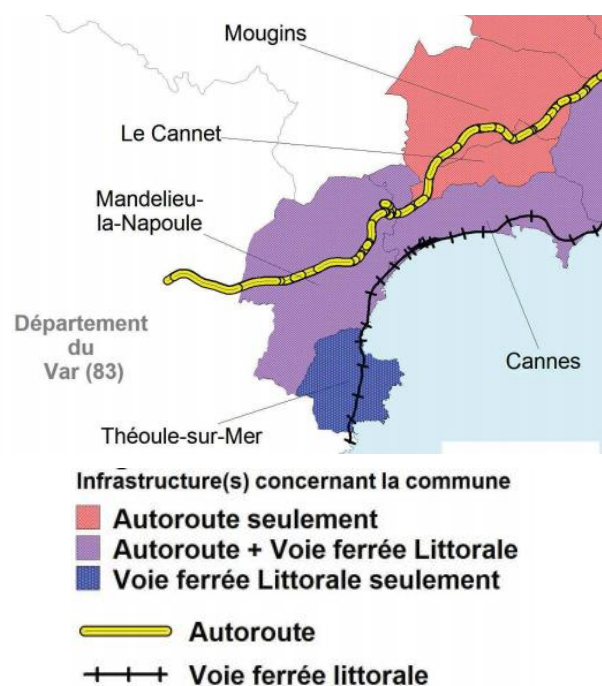 Mougins
Le Cannet
Mandelieu-
la-Napoule
Département
du
Var (83)
Cannes
Théoule-sur-Mer
Infrastructure(s) concernant la commune
Autoroute seulement
Autoroute + Voie ferrée Littorale
Voie ferrée Littorale seulement
Autoroute
Voie ferrée littorale